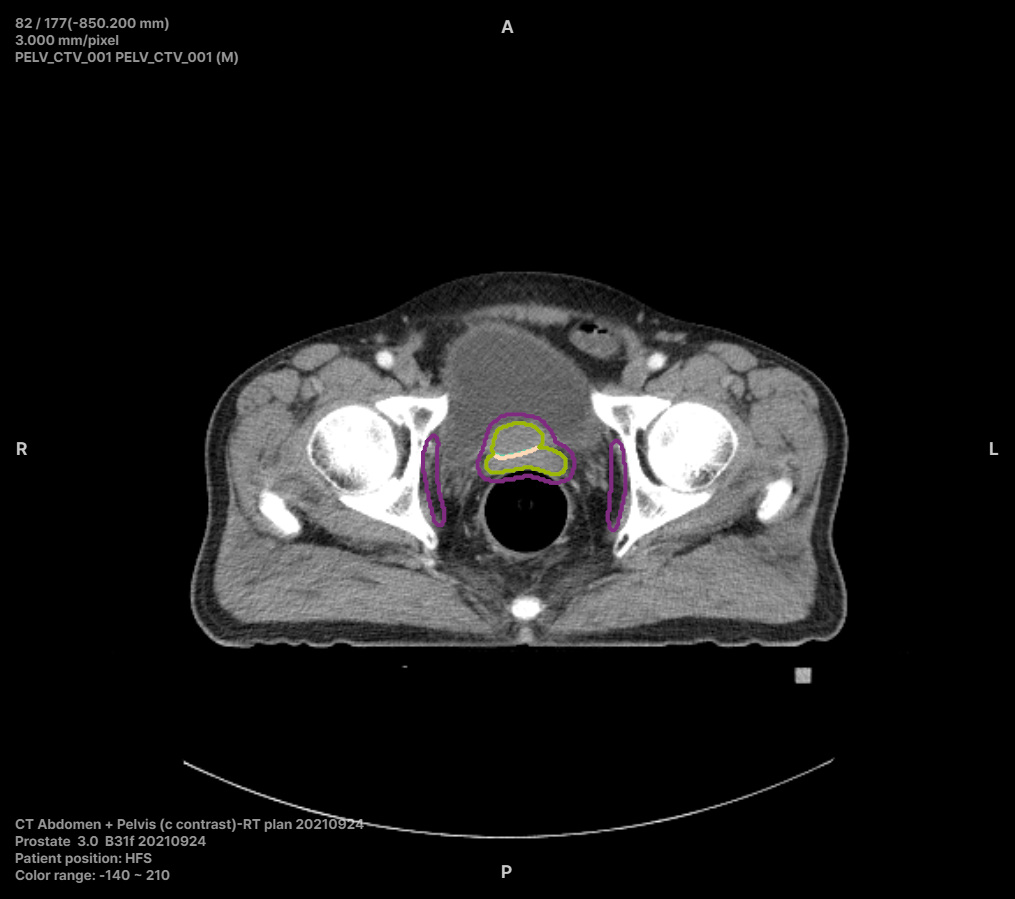 82 / 177(-850.200 mm)
3.000 mm/pixel
PELV_CTV_001 PELV_CTV_001 (M)
A
R
L
CT Abdomen + Pelvis (c contrast)-RT plan 20210924
Prostate 3.0 B31f 20210924
Patient position: HFS
Color range: -140 ~ 210
P